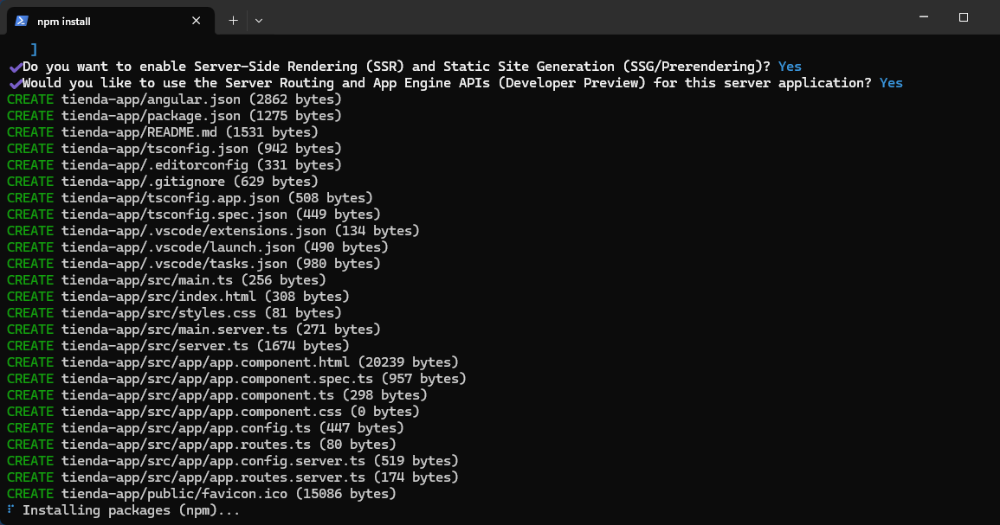 npm install
]
Do you want to enable Server-Side Rendering (SSR) and Static Site Generation (SSG/Prerendering)? Yes
Would you like to use the Server Routing and App Engine APIs (Developer Preview) for this server application? Yes
CREATE tienda-app/angular.json (2862 bytes)
CREATE tienda-app/package.json (1275 bytes)
CREATE tienda-app/README.md (1531 bytes)
CREATE tienda-app/tsconfig.json (942 bytes)
CREATE tienda-app/.editorconfig (331 bytes)
CREATE tienda-app/.gitignore (629 bytes)
CREATE tienda-app/tsconfig.app.json (508 bytes)
CREATE tienda-app/tsconfig.spec.json (449 bytes)
CREATE tienda-app/.vscode/extensions.json (134 bytes)
CREATE tienda-app/.vscode/launch.json (490 bytes)
CREATE tienda-app/.vscode/tasks.json (980 bytes)
CREATE tienda-app/src/main.ts (256 bytes)
CREATE tienda-app/src/index.html (308 bytes)
CREATE tienda-app/src/styles.css (81 bytes)
CREATE tienda-app/src/main.server.ts (271 bytes)
CREATE tienda-app/src/server.ts (1674 bytes)
CREATE tienda-app/src/app/app.component.html (20239 bytes)
CREATE tienda-app/src/app/app.component.spec.ts (957 bytes)
CREATE tienda-app/src/app/app.component.ts (298 bytes)
CREATE tienda-app/src/app/app.component.css (0 bytes)
CREATE tienda-app/src/app/app.config.ts (447 bytes)
CREATE tienda-app/src/app/app.routes.ts (80 bytes)
CREATE tienda-app/src/app/app.config.server.ts (519 bytes)
CREATE tienda-app/src/app/app.routes.server.ts (174 bytes)
CREATE tienda-app/public/favicon.ico (15086 bytes)
Installing packages (npm)...